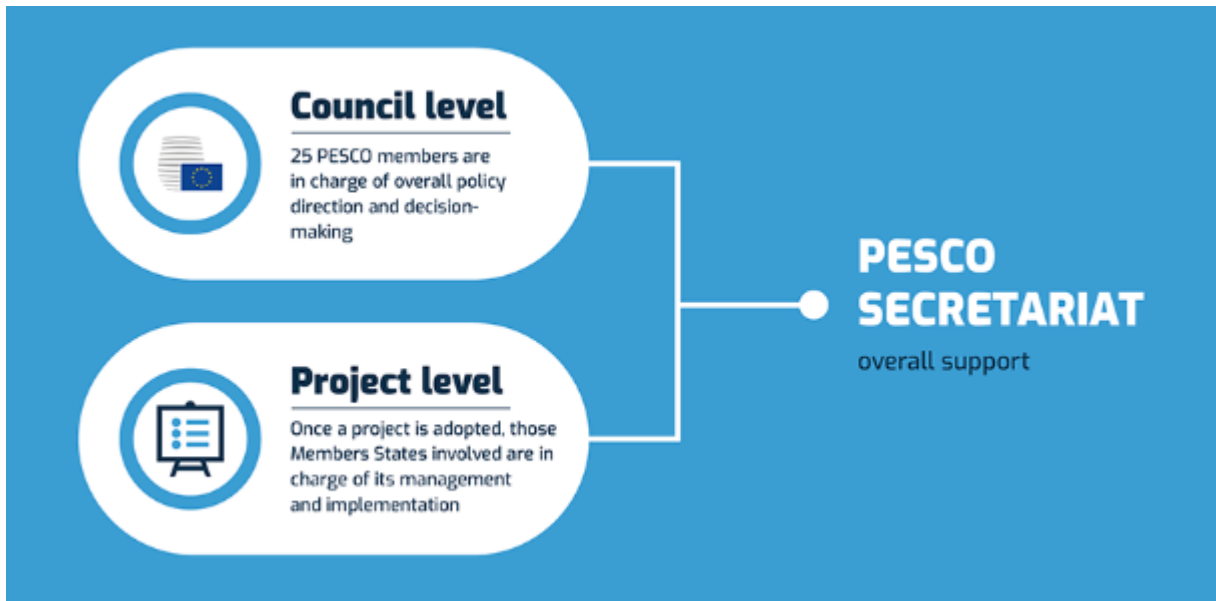 Council level
25 PESCO members are
in charge of overall policy
direction and decision-
making
Project level
Once a project is adopted, those
Members States involved are in
charge of its management
and implementation
PESCO
SECRETARIAT
overall support